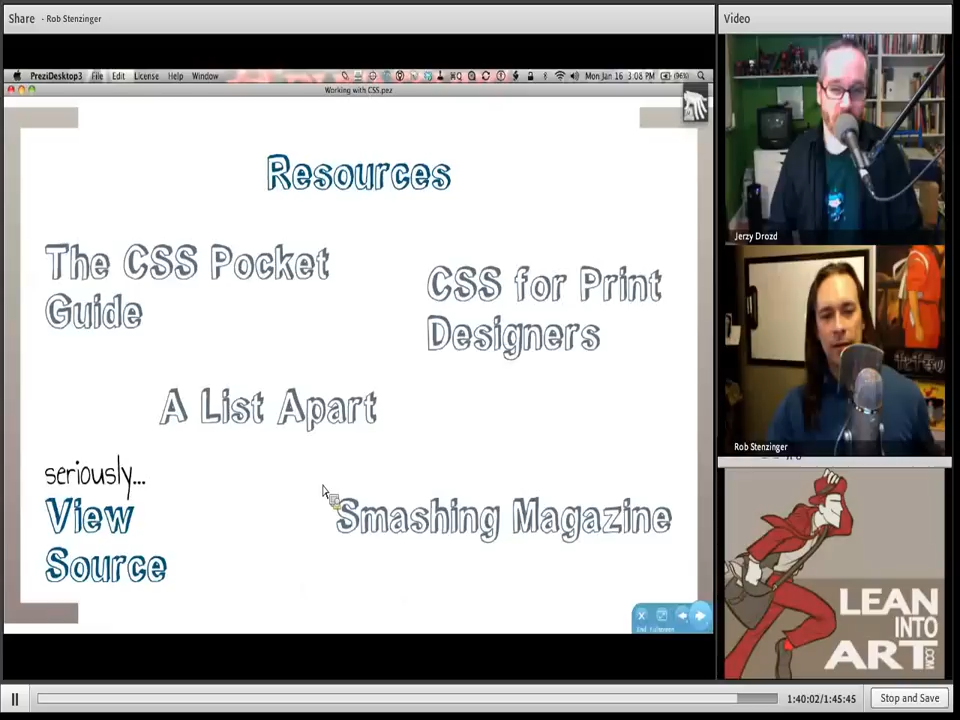 Share - Rob Stenzinger
Video
PreziDesktop3 File Edit License Help Window
Mon Jan 16 3:08 PM (96%)
Working with CSS.pez
Resources
The CSS Pocket
Guide
CSS for Print
Designers
A List Apart
seriously...
View
Source
Smashing Magazine
Jerzy Drozd
Rob Stenzinger
LEAN
INTO
ART.COM
1:40:02/1:45:45
Stop and Save